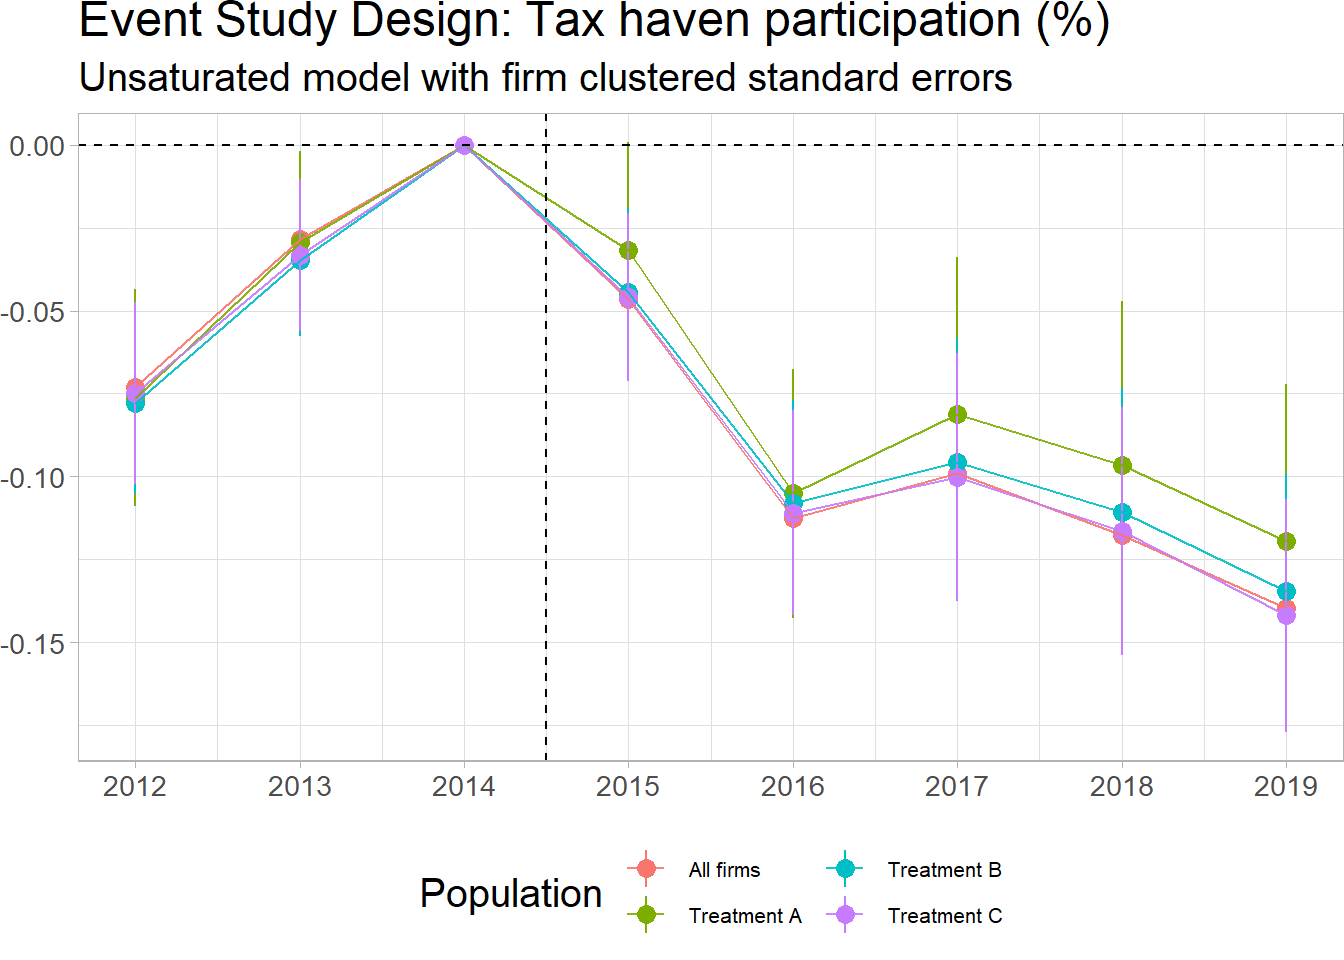 Event Study Design: Tax haven participation (%)
Unsaturated model with firm clustered standard errors
0.00
-0.05
-0.10
-0.15
2012 2013 2014 2015 2016 2017 2018 2019
Population
All firms
Treatment A
Treatment B
Treatment C